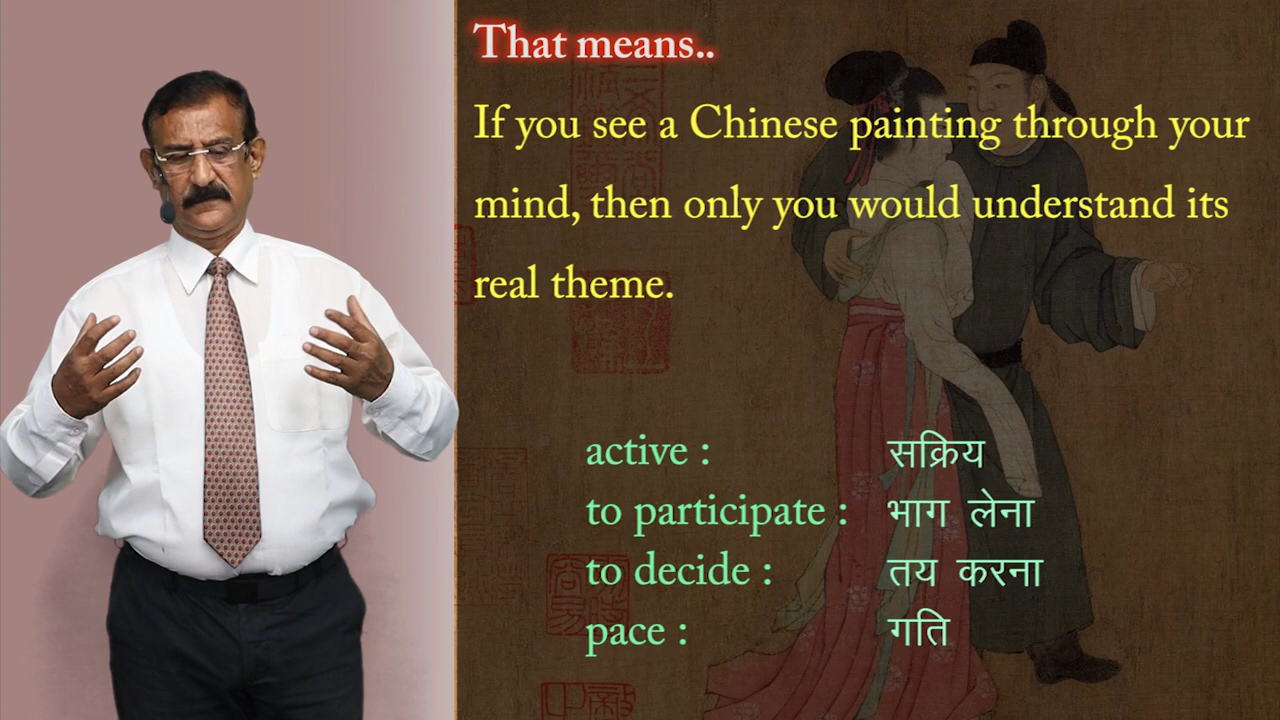 That means..
If you see a Chinese painting through your
mind, then only you would understand its
real theme.
active : सक्रिय
to participate : भाग लेना
to decide : तय करना
pace : गति